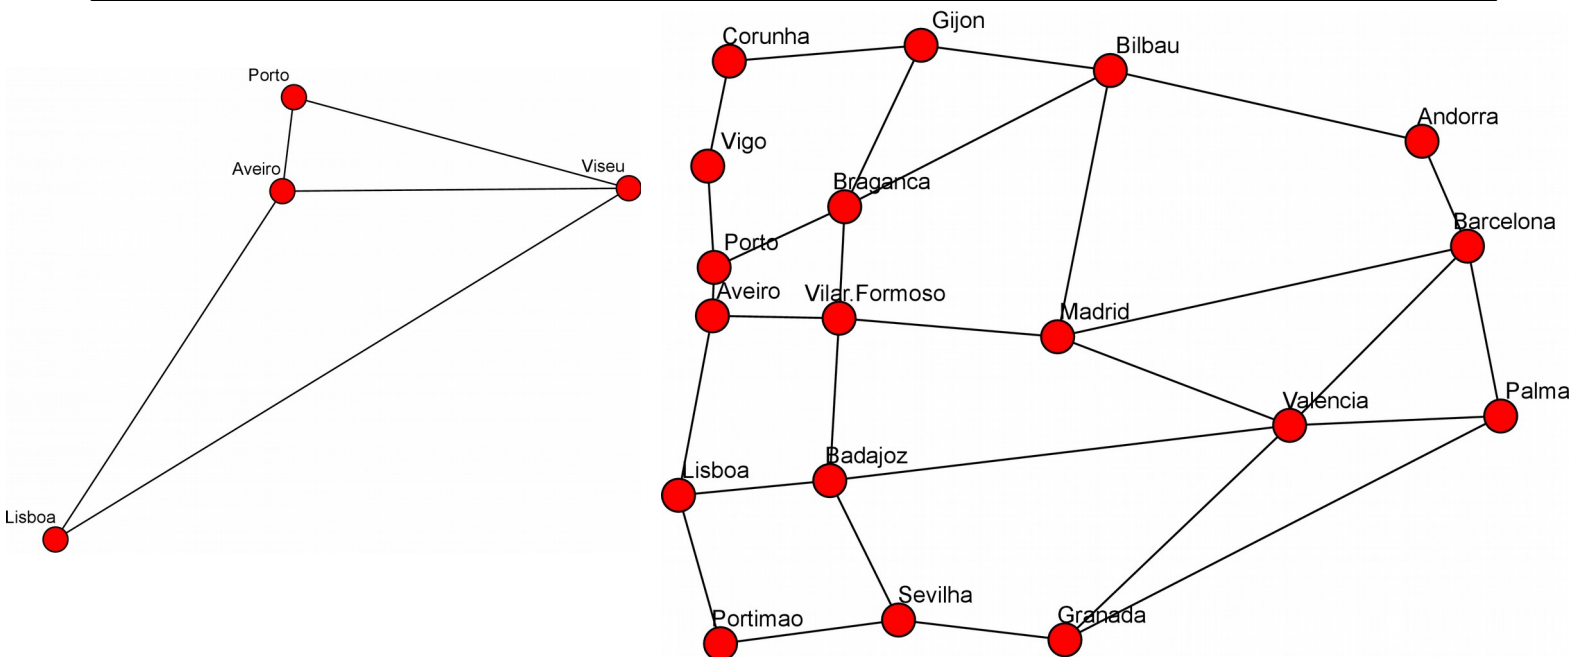 Porto
Aveiro
Viseu
Lisboa
Gijon
Corunha
Bilbau
Andorra
Vigo
Braganca
Barcelona
Porto
Aveiro
Vilar.Formoso
Madrid
Palma
Valencia
Badajoz
Lisboa
Sevilha
Portimao
Granada